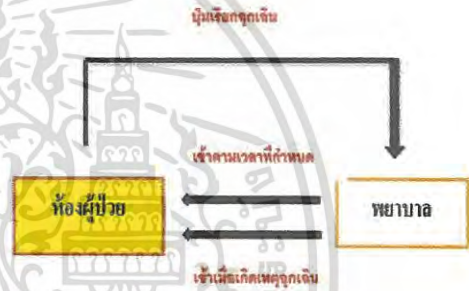 ปุ่มเรียกฉุกเฉิน
เข้าตามเวลาที่กำหนด
ห้องผู้ป่วย
พยาบาล
เข้าเมื่อเกิดเหตุฉุกเฉิน